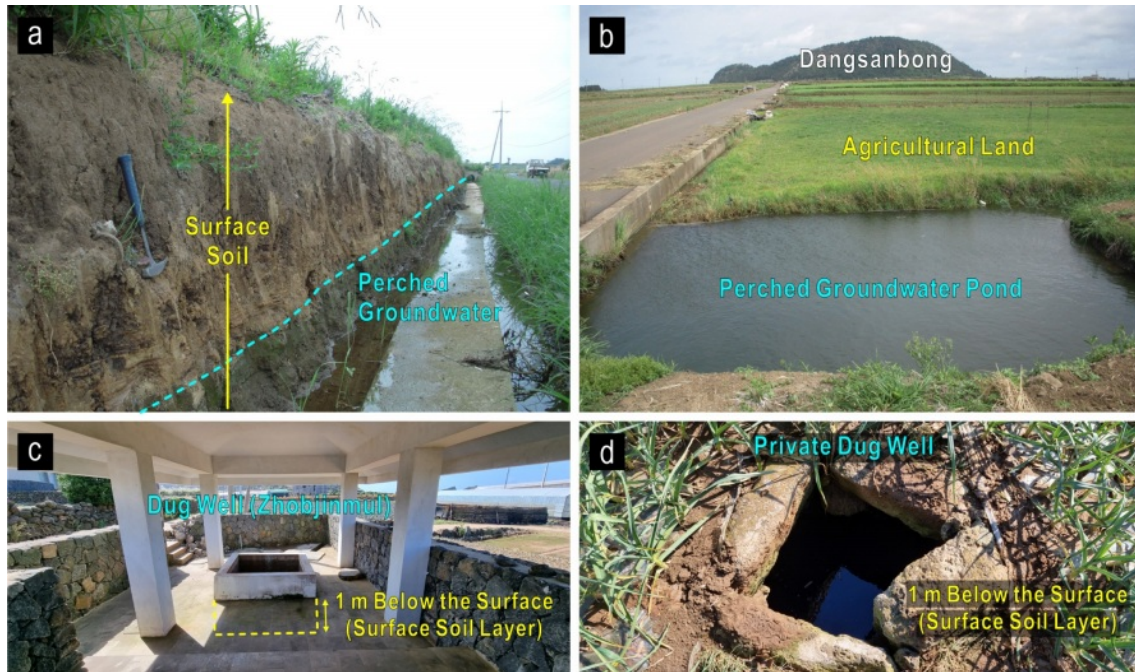 a
Surface
Soil
Perched
Groundwater
b
Dangsanbong
Agricultural Land
Perched Groundwater Pond
c
Dug Well (Zhobjinmul)
1 m Below the Surface
(Surface Soil Layer)
d
Private Dug Well
1 m Below the Surface
(Surface Soil Layer)